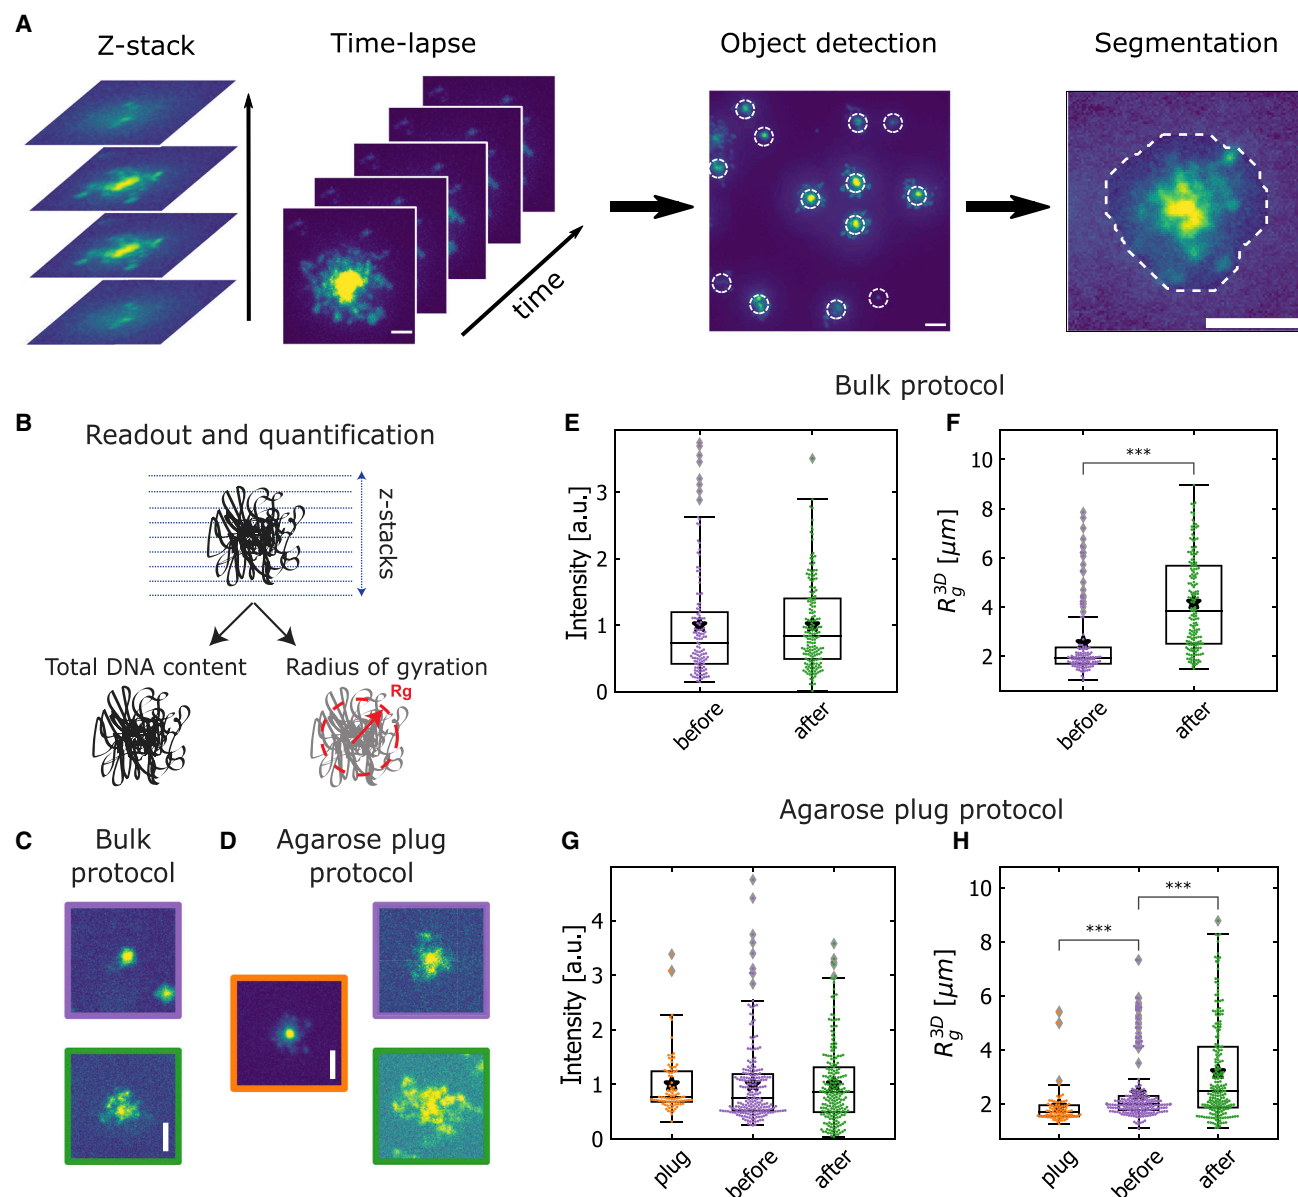 A
Z-stack
Time-lapse
Object detection
Segmentation
time
B
Readout and quantification
z-stacks
Total DNA content
Radius of gyration
Rg
C
Bulk
protocol
D
Agarose plug
protocol
Bulk protocol
E
Intensity [a.u.]
3
2
1
0
before
after
F
R_g^{3D} [μm]
10
8
6
4
2
***
before
after
Agarose plug protocol
G
Intensity [a.u.]
4
3
2
1
0
plug
before
after
H
R_g^{3D} [μm]
10
8
6
4
2
***
***
plug
before
after